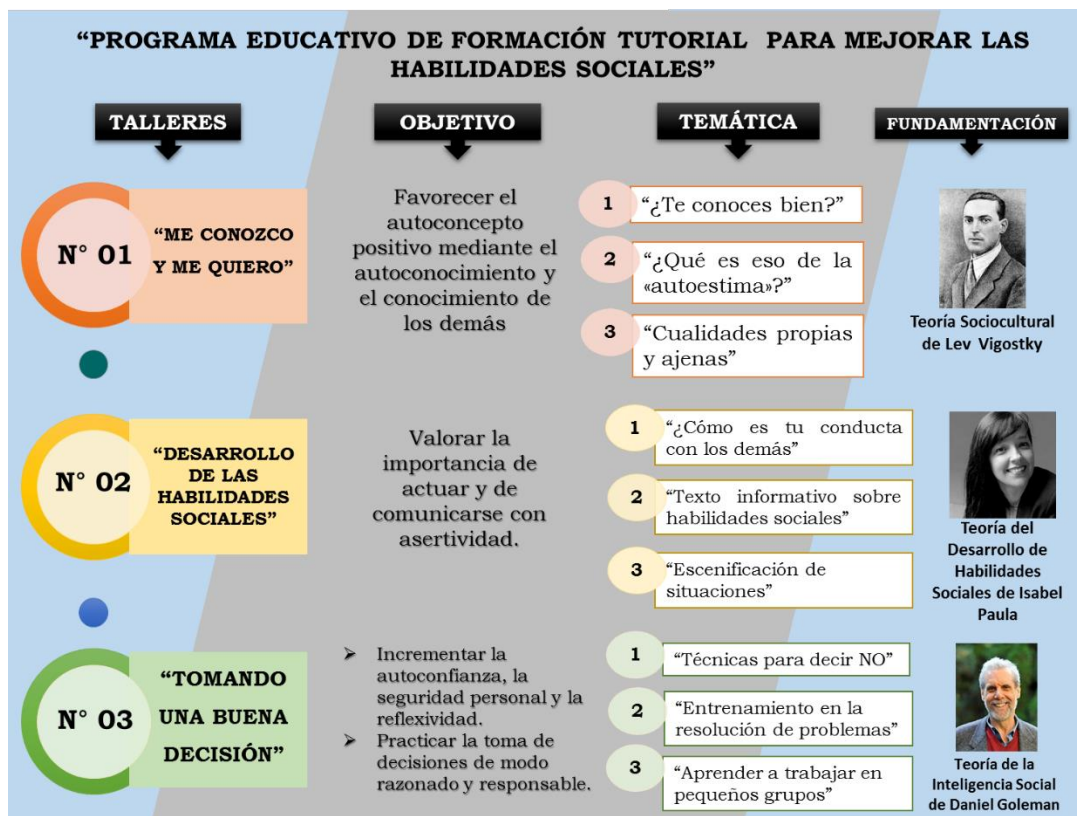 “PROGRAMA EDUCATIVO DE FORMACIÓN TUTORIAL PARA MEJORAR LAS
HABILIDADES SOCIALES”
TALLERES
OBJETIVO
TEMÁTICA
FUNDAMENTACIÓN
N° 01
“ME CONOZCO
Y ME QUIERO”
Favorecer el
autoconcepto
positivo mediante el
autoconocimiento y
el conocimiento de
los demás
1
“¿Te conoces bien?”
2
“¿Qué es eso de la
«autoestima»?”
3
“Cualidades propias
y ajenas”
Teoría Sociocultural
de Lev Vigostky
N° 02
“DESARROLLO
DE LAS
HABILIDADES
SOCIALES”
Valorar la
importancia de
actuar y de
comunicarse con
asertividad.
1
“¿Cómo es tu conducta
con los demás”
2
“Texto informativo sobre
habilidades sociales”
3
“Escenificación de
situaciones”
Teoría del
Desarrollo de
Habilidades
Sociales de Isabel
Paula
N° 03
“TOMANDO
UNA BUENA
DECISIÓN”
➢ Incrementar la
autoconfianza, la
seguridad personal y la
reflexividad.
➢ Practicar la toma de
decisiones de modo
razonado y responsable.
1
“Técnicas para decir NO”
2
“Entrenamiento en la
resolución de problemas”
3
“Aprender a trabajar en
pequeños grupos”
Teoría de la
Inteligencia Social
de Daniel Goleman